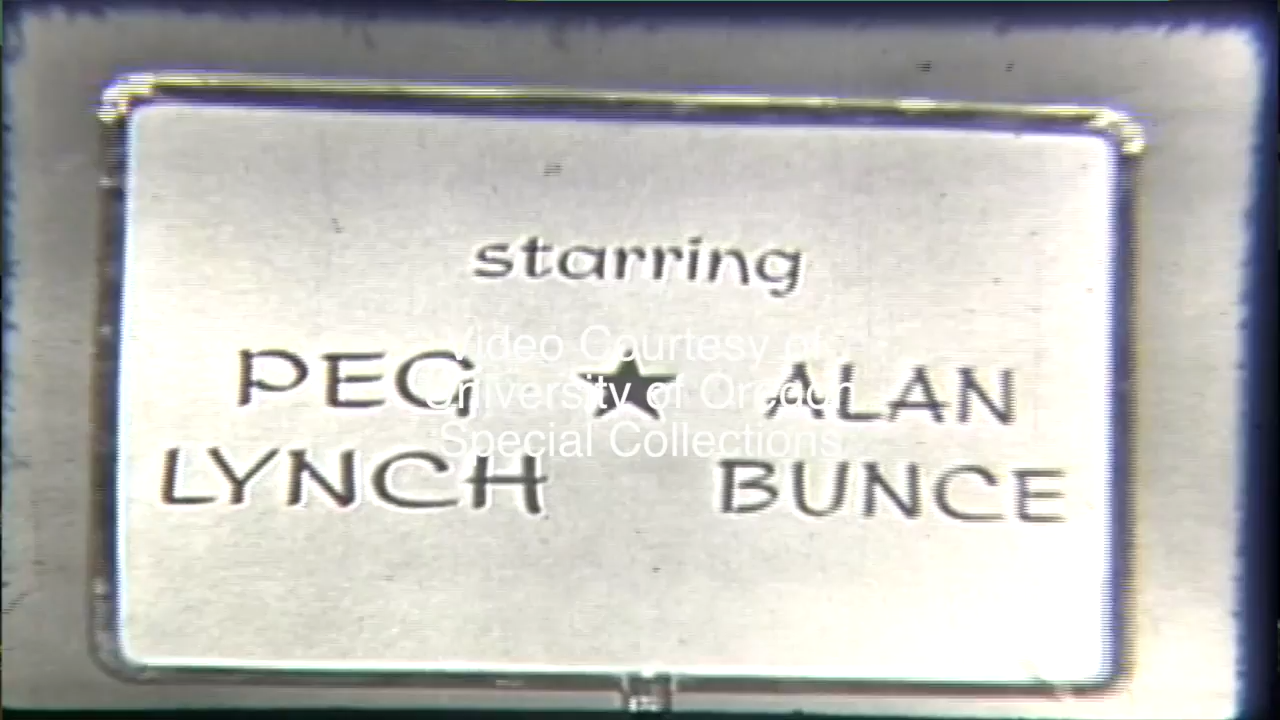 starring
PEG ★ ALAN
LYNCH BUNCE
Video Courtesy of
University of Oregon
Special Collections